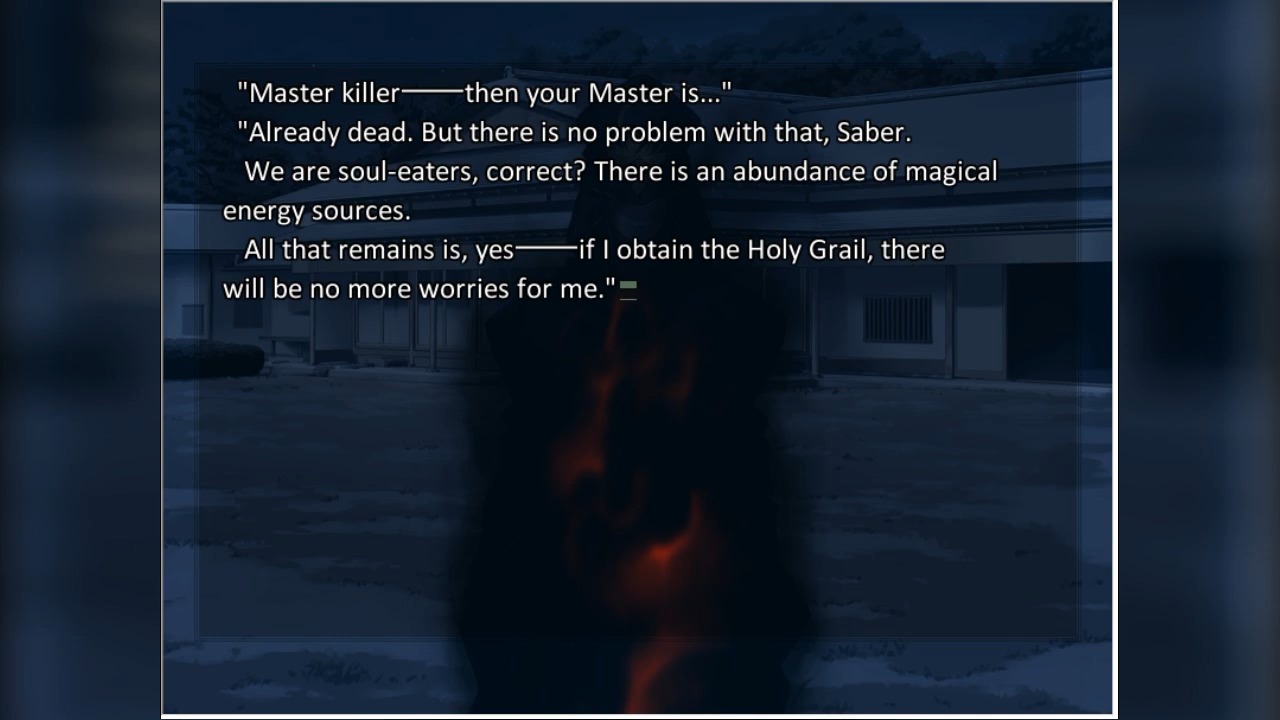 "Master killer───then your Master is..."
"Already dead. But there is no problem with that, Saber.
We are soul-eaters, correct? There is an abundance of magical
energy sources.
All that remains is, yes───if I obtain the Holy Grail, there
will be no more worries for me."